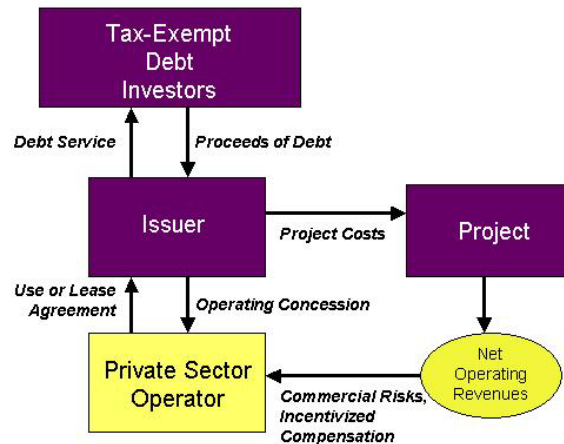 Tax-Exempt
Debt
Investors
Debt Service
Proceeds of Debt
Issuer
Project Costs
Project
Use or Lease
Agreement
Operating Concession
Private Sector
Operator
Commercial Risks,
Incentivized
Compensation
Net
Operating
Revenues